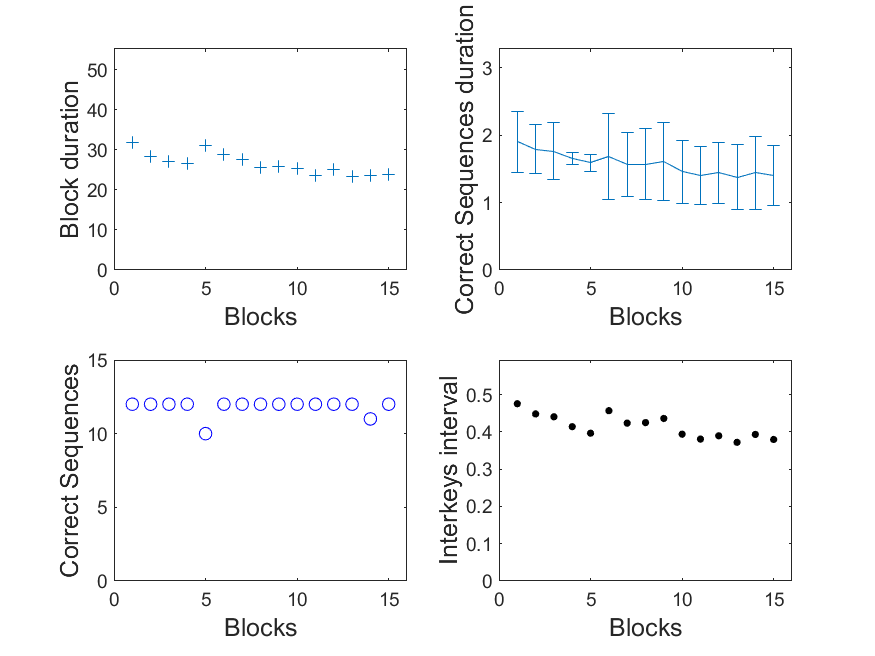 Block duration
50
40
30
20
10
0
0 5 10 15
Blocks
Correct Sequences duration
3
2
1
0
0 5 10 15
Blocks
Correct Sequences
15
10
5
0
0 5 10 15
Blocks
Interkeys interval
0.5
0.4
0.3
0.2
0.1
0
0 5 10 15
Blocks